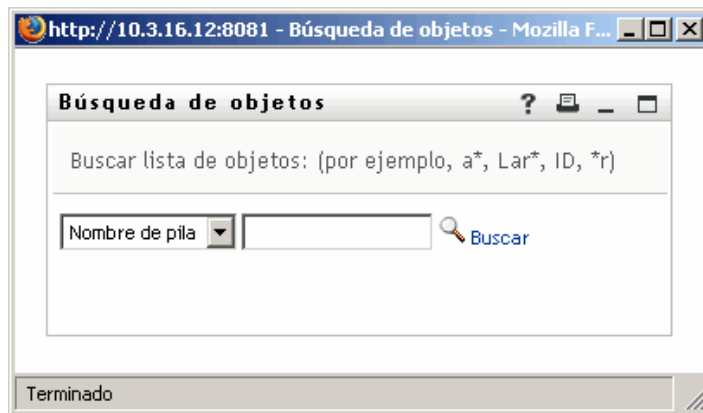 http://10.3.16.12:8081 - Búsqueda de objetos - Mozilla F...
Búsqueda de objetos ?
Buscar lista de objetos: (por ejemplo, a*, Lar*, ID, *r)
Nombre de pila Buscar
Terminado